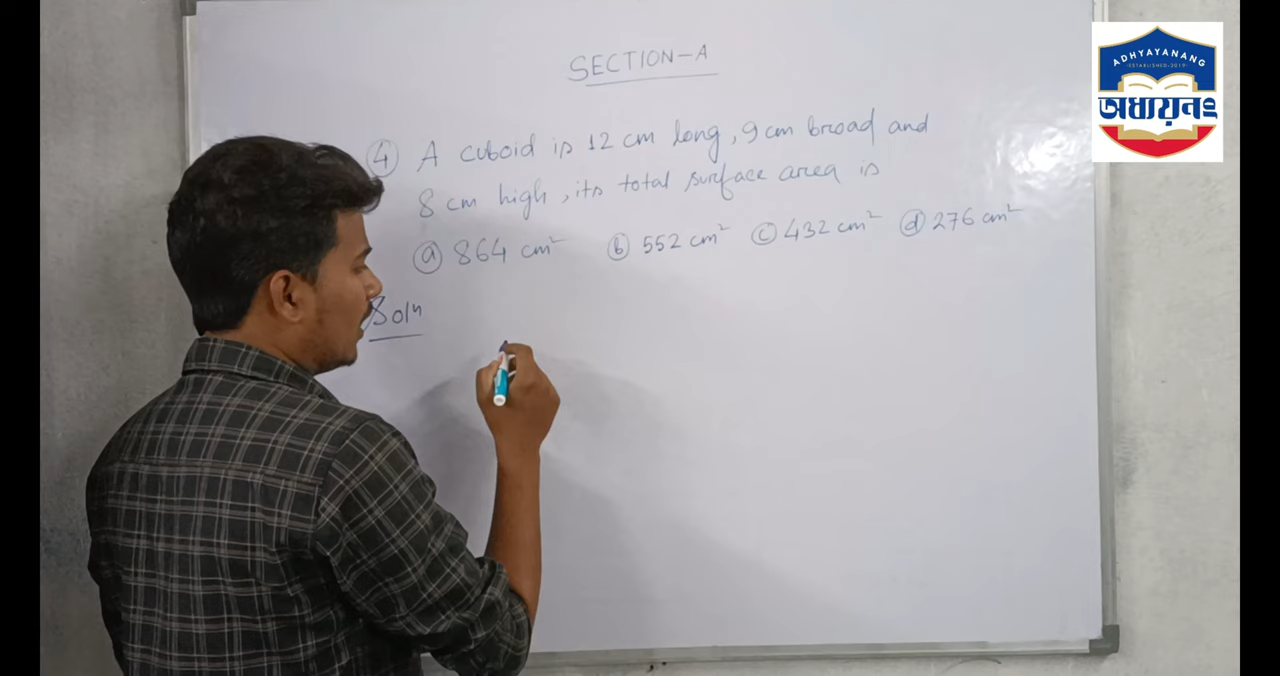 SECTION-A
④ A cuboid is 12 cm long, 9 cm broad and
8 cm high, its total surface area is
ⓐ 864 cm² ⓑ 552 cm² ⓒ 432 cm² ⓓ 276 cm²
Solⁿ
ADHYAYANANG
·ESTABLISHED-2019·
অধ্যয়নং